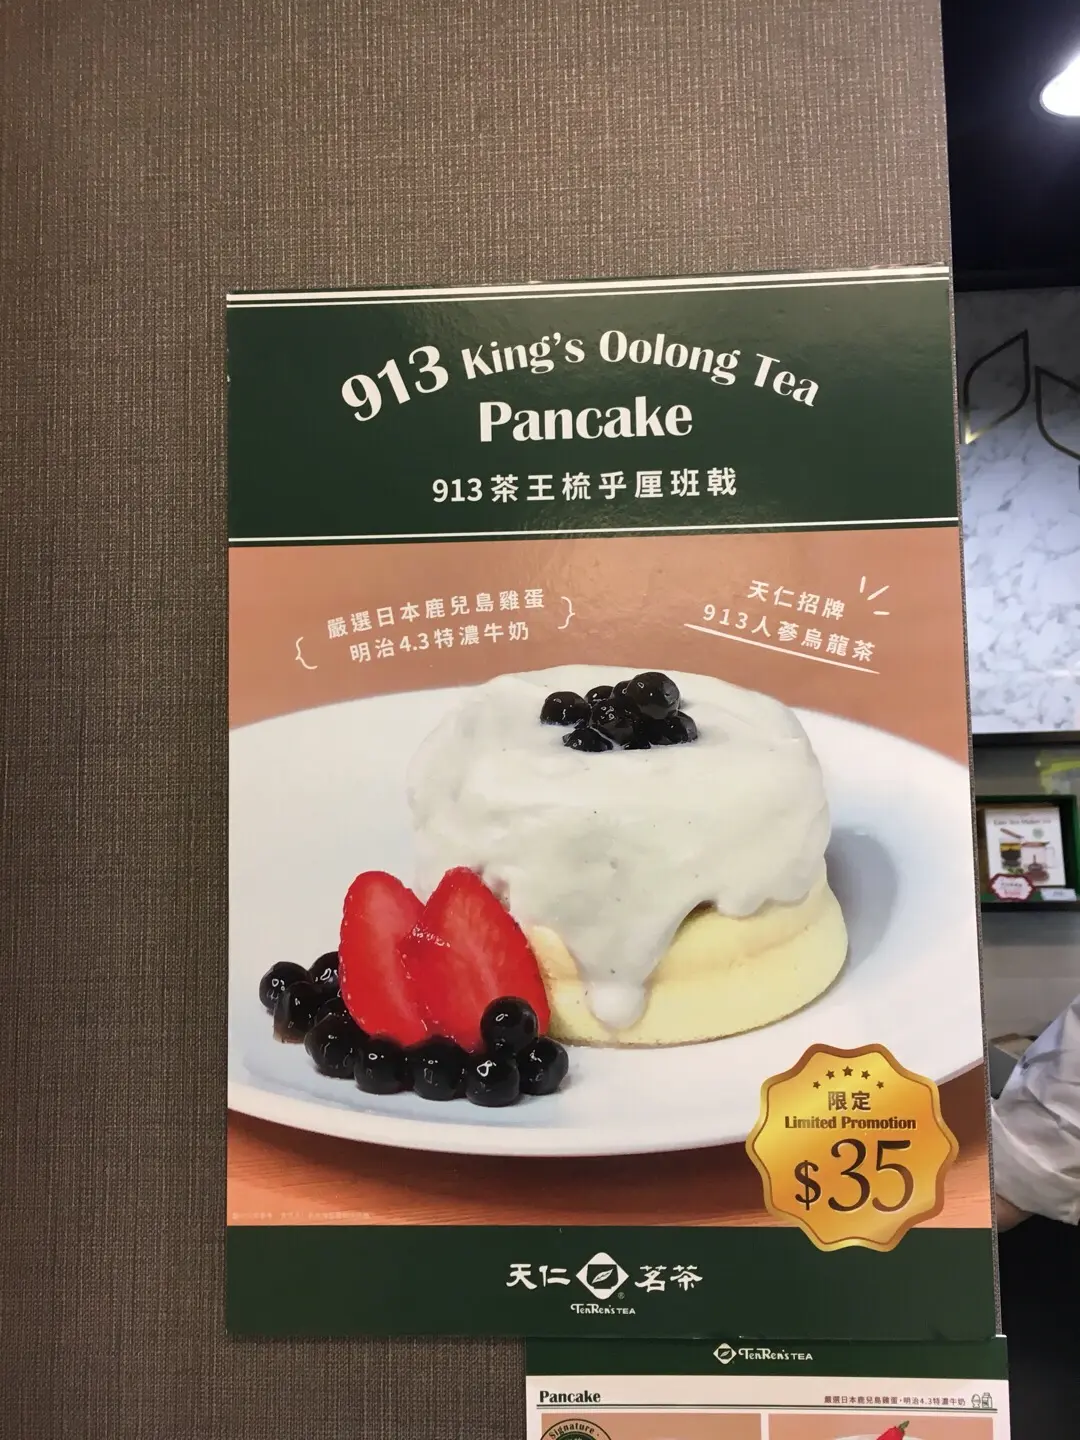 913 King's Oolong Tea
Pancake
913茶王梳乎厘班戟
嚴選日本鹿兒島雞蛋
明治4.3特濃牛奶
天仁招牌
913人蔘烏龍茶
限定
Limited Promotion
$35
天仁茗茶
TenRen's TEA
TenRen's TEA
Pancake
嚴選日本鹿兒島雞蛋・明治4.3特濃牛奶
Signature